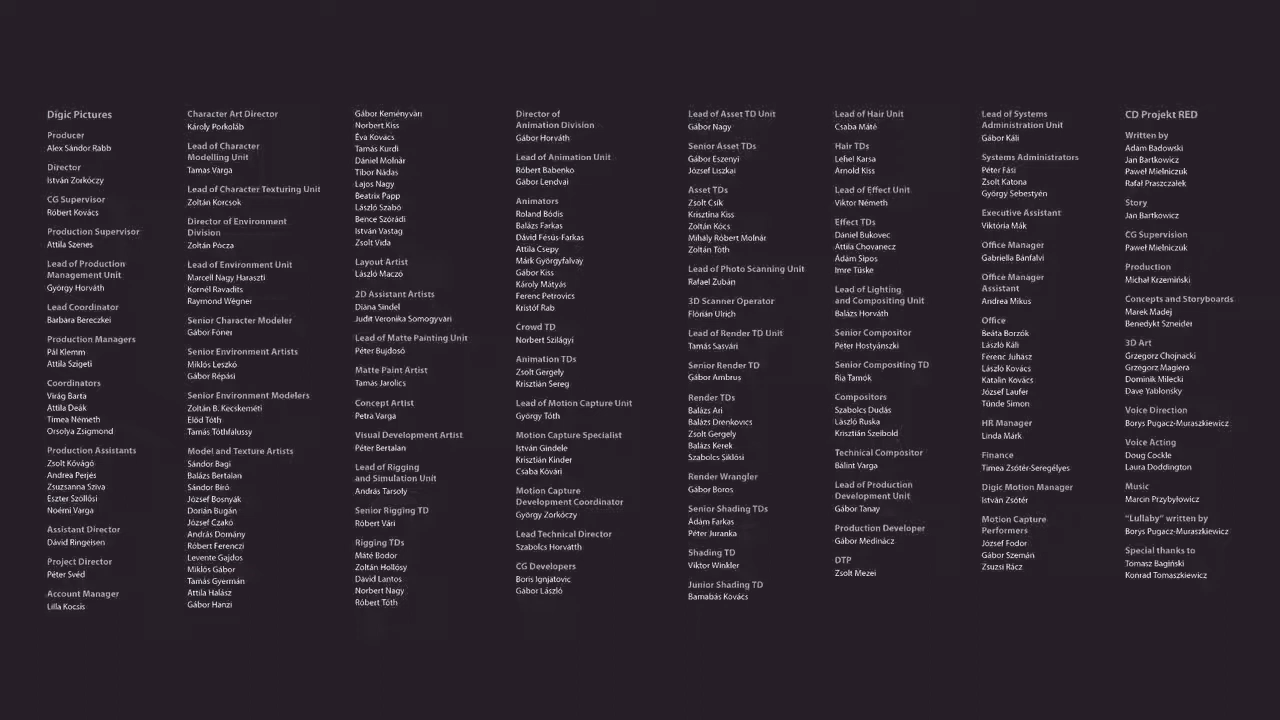 Digic Pictures
Producer
Alex Sándor Rabb
Director
István Zorkóczy
CG Supervisor
Róbert Kovács
Production Supervisor
Attila Szenes
Lead of Production
Management Unit
György Horváth
Lead Coordinator
Barbara Bereczkei
Production Managers
Pál Klemm
Attila Szigeti
Coordinators
Virág Barta
Attila Deák
Timea Németh
Orsolya Zsigmond
Production Assistants
Zsolt Kővágó
Andrea Perjés
Zsuzsanna Sziva
Eszter Szöllősi
Noémi Varga
Assistant Director
Dávid Ringeisen
Project Director
Péter Svéd
Account Manager
Lilla Kocsis
Character Art Director
Károly Porkoláb
Lead of Character
Modelling Unit
Tamás Varga
Lead of Character Texturing Unit
Zoltán Korcsok
Director of Environment
Division
Zoltán Pócza
Lead of Environment Unit
Marcell Nagy Haraszti
Kornél Ravadits
Raymond Wégner
Senior Character Modeler
Gábor Fóner
Senior Environment Artists
Miklós Leszkó
Gábor Répási
Senior Environment Modelers
Zoltán B. Kecskeméti
Előd Tóth
Tamás Tóthfalussy
Model and Texture Artists
Sándor Bagi
Balázs Bertalan
Sándor Bíró
József Bosnyák
Dorián Bugán
József Czakó
András Domány
Róbert Ferenczi
Levente Gajdos
Miklós Gábor
Tamás Gyermán
Attila Halász
Gábor Hanzi
Gábor Keményvári
Norbert Kiss
Éva Kovács
Tamás Kurdi
Dániel Molnár
Tibor Nádas
Lajos Nagy
Beatrix Papp
László Szabó
Bence Szórádi
István Vastag
Zsolt Vida
Layout Artist
László Maczó
2D Assistant Artists
Diána Sindel
Judit Veronika Somogyvári
Lead of Matte Painting Unit
Péter Bujdosó
Matte Paint Artist
Tamas Jarolics
Concept Artist
Petra Varga
Visual Development Artist
Péter Bertalan
Lead of Rigging
and Simulation Unit
András Tarsoly
Senior Rigging TD
Róbert Vári
Rigging TDs
Máté Bodor
Zoltán Hollósy
David Lantos
Norbert Nagy
Róbert Tóth
Director of
Animation Division
Gábor Horváth
Lead of Animation Unit
Róbert Babenko
Gábor Lendvai
Animators
Roland Bódis
Balázs Farkas
Dávid Fésüs-Farkas
Attila Csepy
Márk Györgyfalvay
Gábor Kiss
Károly Mátyás
Ferenc Petrovics
Kristóf Rab
Crowd TD
Norbert Szilágyi
Animation TDs
Zsolt Gergely
Krisztián Sereg
Lead of Motion Capture Unit
György Tóth
Motion Capture Specialist
István Gindele
Krisztián Kinder
Csaba Kővári
Motion Capture
Development Coordinator
György Zorkóczy
Lead Technical Director
Szabolcs Horvátth
CG Developers
Boris Ignjatovic
Gábor László
Lead of Asset TD Unit
Gábor Nagy
Senior Asset TDs
Gábor Eszenyi
József Liszkai
Asset TDs
Zsolt Csík
Krisztina Kiss
Zoltán Kócs
Mihály Róbert Molnár
Zoltán Tóth
Lead of Photo Scanning Unit
Rafael Zubán
3D Scanner Operator
Flórián Ulrich
Lead of Render TD Unit
Tamás Sasvári
Senior Render TD
Gábor Ambrus
Render TDs
Balázs Ari
Balázs Drenkovics
Zsolt Gergely
Balázs Kerek
Szabolcs Siklósi
Render Wrangler
Gábor Boros
Senior Shading TDs
Ádám Farkas
Péter Juranka
Shading TD
Viktor Winkler
Junior Shading TD
Barnabás Kovács
Lead of Hair Unit
Csaba Máté
Hair TDs
Lehel Karsa
Arnold Kiss
Lead of Effect Unit
Viktor Németh
Effect TDs
Dániel Bukovec
Attila Chovanecz
Ádám Sipos
Imre Tüske
Lead of Lighting
and Compositing Unit
Balázs Horváth
Senior Compositor
Péter Hostyánszki
Senior Compositing TD
Ria Tamók
Compositors
Szabolcs Dudás
László Ruska
Krisztián Szeibold
Technical Compositor
Bálint Varga
Lead of Production
Development Unit
Gábor Tanay
Production Developer
Gábor Medinácz
DTP
Zsolt Mezei
Lead of Systems
Administration Unit
Gábor Káli
Systems Administrators
Péter Fási
Zsolt Katona
György Sebestyén
Executive Assistant
Viktória Mák
Office Manager
Gabriella Bánfalvi
Office Manager
Assistant
Andrea Mikus
Office
Beáta Borzók
László Káli
Ferenc Juhász
László Kovács
Katalin Kovács
József Laufer
Tünde Simon
HR Manager
Linda Márk
Finance
Timea Zsótér-Seregélyes
Digic Motion Manager
István Zsótér
Motion Capture
Performers
József Fodor
Gábor Szemán
Zsuzsi Rácz
CD Projekt RED
Written by
Adam Badowski
Jan Bartkowicz
Paweł Mielniczuk
Rafał Praszczałek
Story
Jan Bartkowicz
CG Supervision
Paweł Mielniczuk
Production
Michał Krzemiński
Concepts and Storyboards
Marek Madej
Benedykt Szneider
3D Art
Grzegorz Chojnacki
Grzegorz Magiera
Dominik Milecki
Dave Yablonsky
Voice Direction
Borys Pugacz-Muraszkiewicz
Voice Acting
Doug Cockle
Laura Doddington
Music
Marcin Przybyłowicz
"Lullaby" written by
Borys Pugacz-Muraszkiewicz
Special thanks to
Tomasz Bagiński
Konrad Tomaszkiewicz